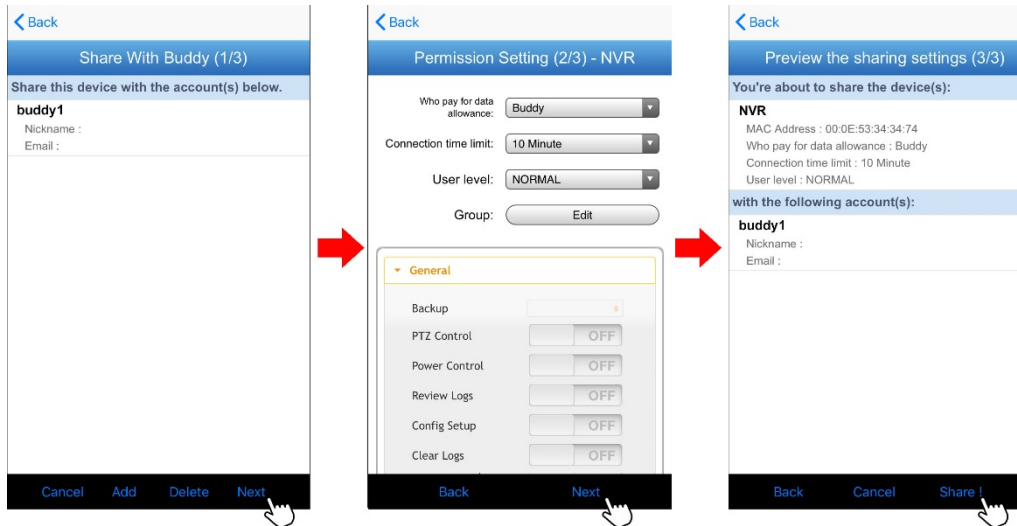 Back
Share With Buddy (1/3)
Share this device with the account(s) below.
buddy1
Nickname :
Email :
Cancel Add Delete Next
Back
Permission Setting (2/3) - NVR
Who pay for data
allowance:
Buddy
Connection time limit: 10 Minute
User level: NORMAL
Group: Edit
General
Backup
PTZ Control OFF
Power Control OFF
Review Logs OFF
Config Setup OFF
Clear Logs OFF
Back Next
Back
Preview the sharing settings (3/3)
You're about to share the device(s):
NVR
MAC Address : 00:0E:53:34:34:74
Who pay for data allowance : Buddy
Connection time limit : 10 Minute
User level : NORMAL
with the following account(s):
buddy1
Nickname :
Email :
Back Cancel Share !